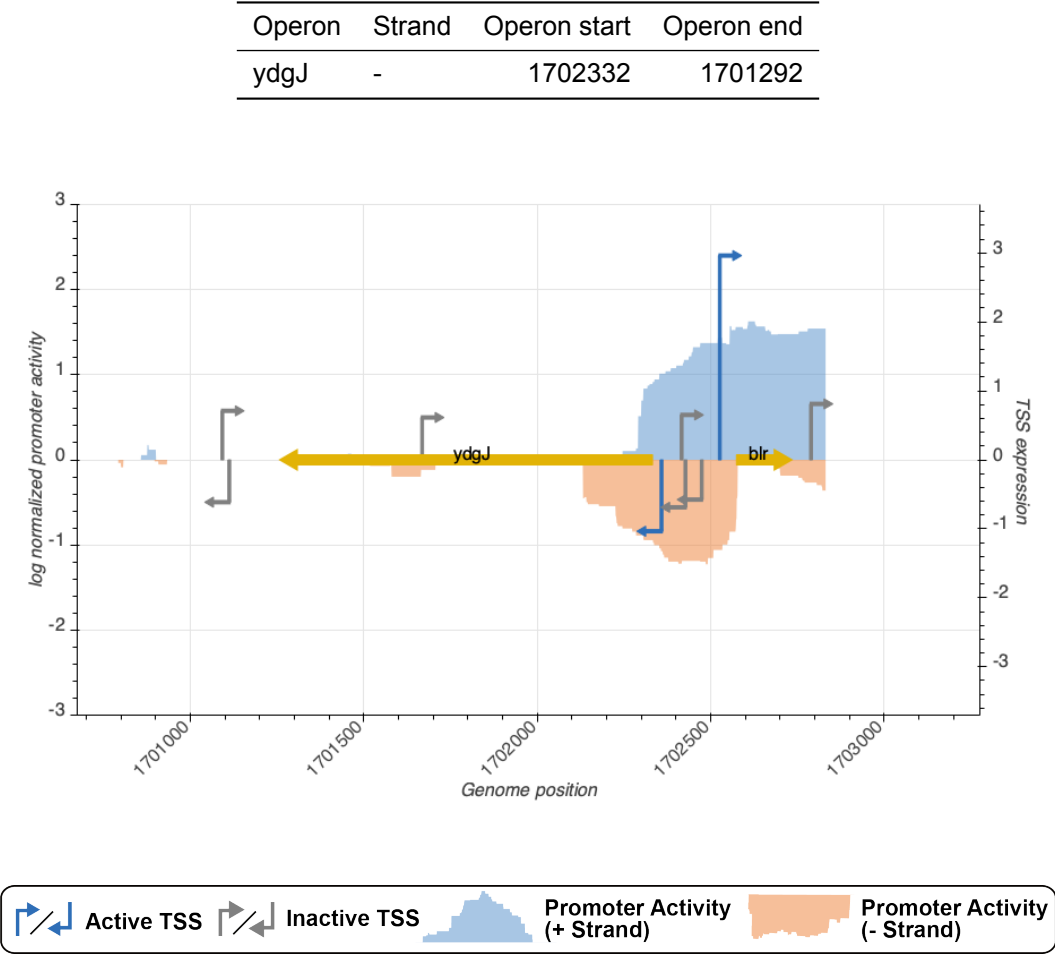 Operon Strand Operon start Operon end
ydgJ - 1702332 1701292
3
2
1
0
-1
-2
-3
log normalized promoter activity
3
2
1
0
-1
-2
-3
TSS expression
ydgJ
blr
1701000
1701500
1702000
1702500
1703000
Genome position
Active TSS
Inactive TSS
Promoter Activity
(+ Strand)
Promoter Activity
(- Strand)